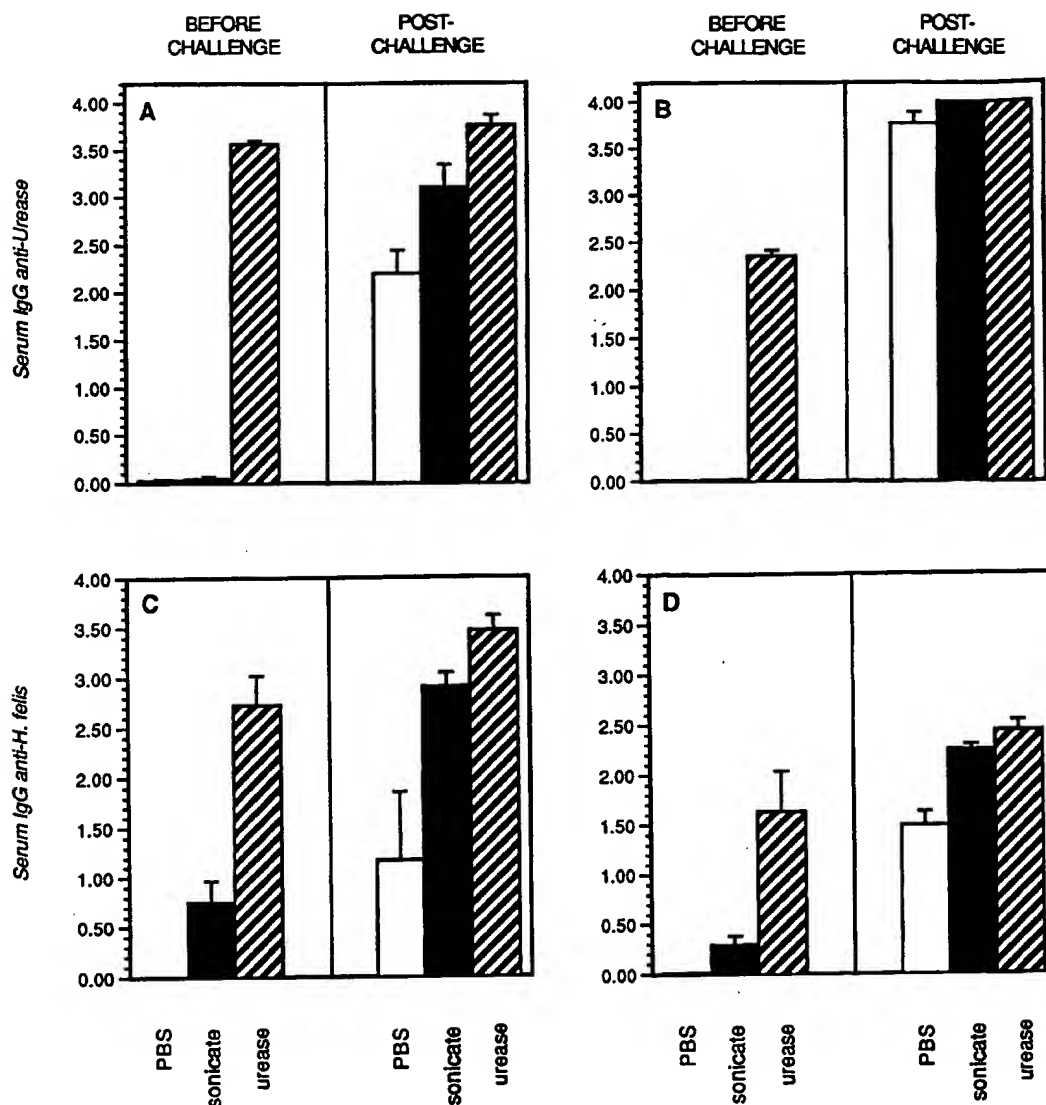 BEFORE
CHALLENGE
POST-
CHALLENGE
BEFORE
CHALLENGE
POST-
CHALLENGE
Serum IgG anti-Urease
A
4.00
3.50
3.00
2.50
2.00
1.50
1.00
0.50
0.00
B
4.00
3.50
3.00
2.50
2.00
1.50
1.00
0.50
0.00
Serum IgG anti-H. felis
C
4.00
3.50
3.00
2.50
2.00
1.50
1.00
0.50
0.00
D
4.00
3.50
3.00
2.50
2.00
1.50
1.00
0.50
0.00
PBS
sonicate
urease
PBS
sonicate
urease
PBS
sonicate
urease
PBS
sonicate
urease